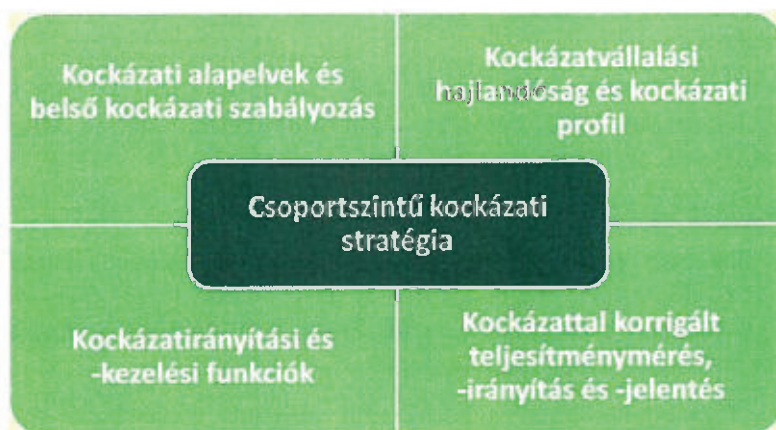 Kockázati alapelvek és
belső kockázati szabályozás
Kockázatvállalási
hajlandóság és kockázati
profil
Csoportszintű kockázati
stratégia
Kockázatirányítási és
-kezelési funkciók
Kockázattal korrigált
teljesítménymérés,
-irányítás és -jelentés